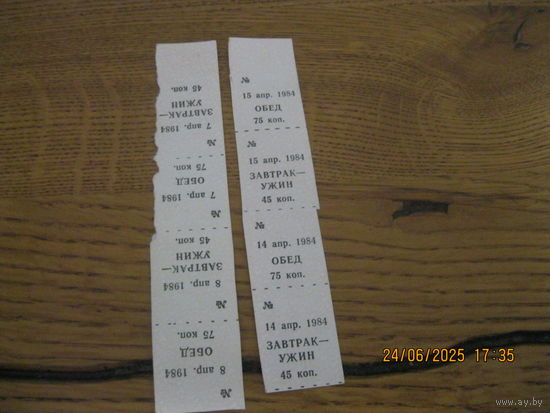 45 коп.
ЗАВТРАК—
УЖИН
7 апр. 1984
№
75 коп.
ОБЕД
7 апр. 1984
№
45 коп.
ЗАВТРАК—
УЖИН
8 апр. 1984
№
75 коп.
ОБЕД
8 апр. 1984
№
№
15 апр. 1984
ОБЕД
75 коп.
№
15 апр. 1984
ЗАВТРАК—
УЖИН
45 коп.
№
14 апр. 1984
ОБЕД
75 коп.
№
14 апр. 1984
ЗАВТРАК—
УЖИН
45 коп.
24/06/2025 17:35
www.ay.by